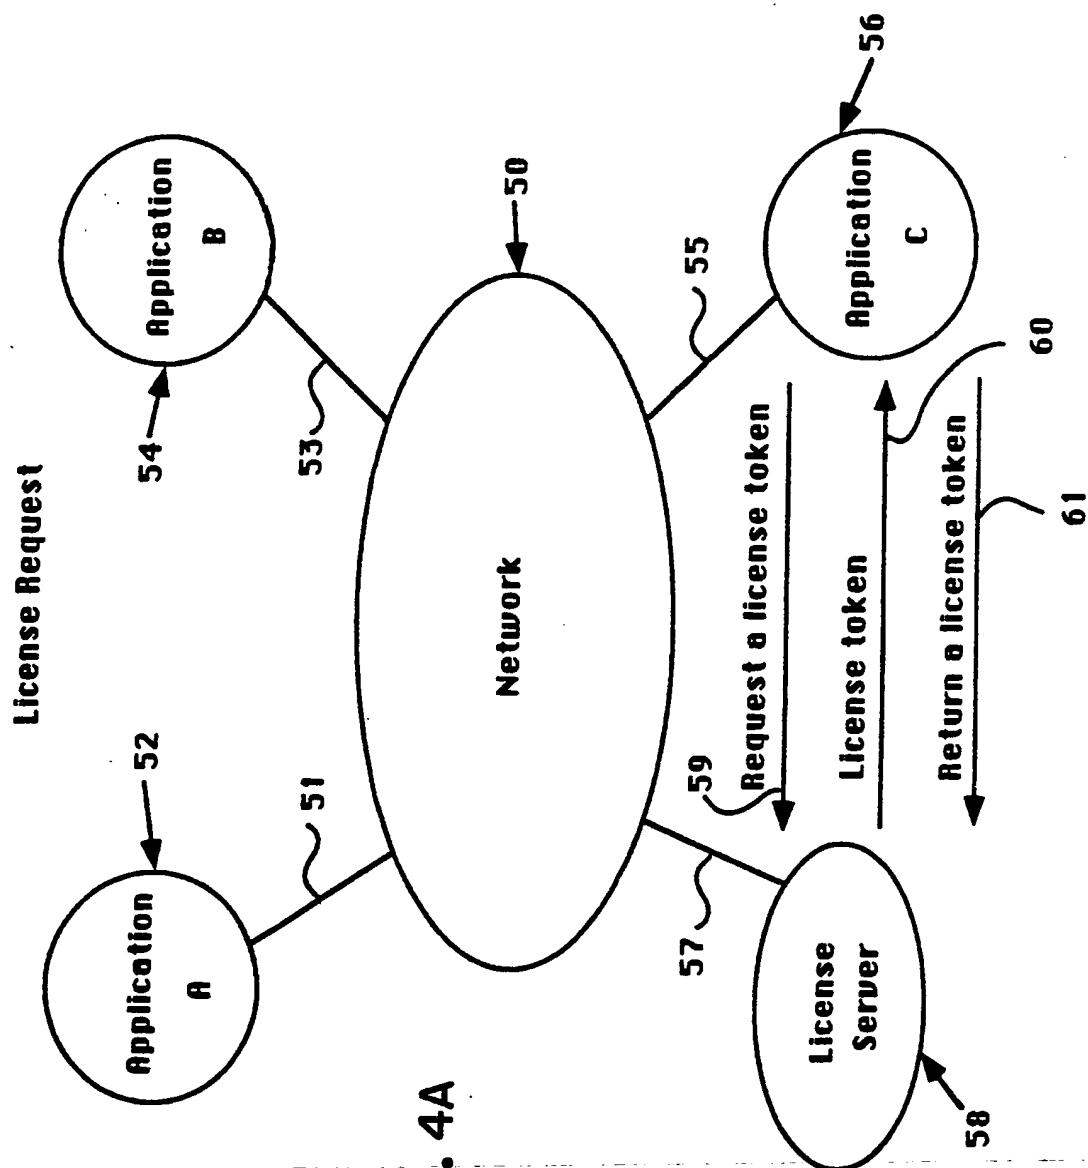 License Request
Application
A
52
51
Application
B
54
53
Network
50
57
License
Server
58
59
Request a license token
License token
Return a license token
55
Application
C
56
60
61
. 4A